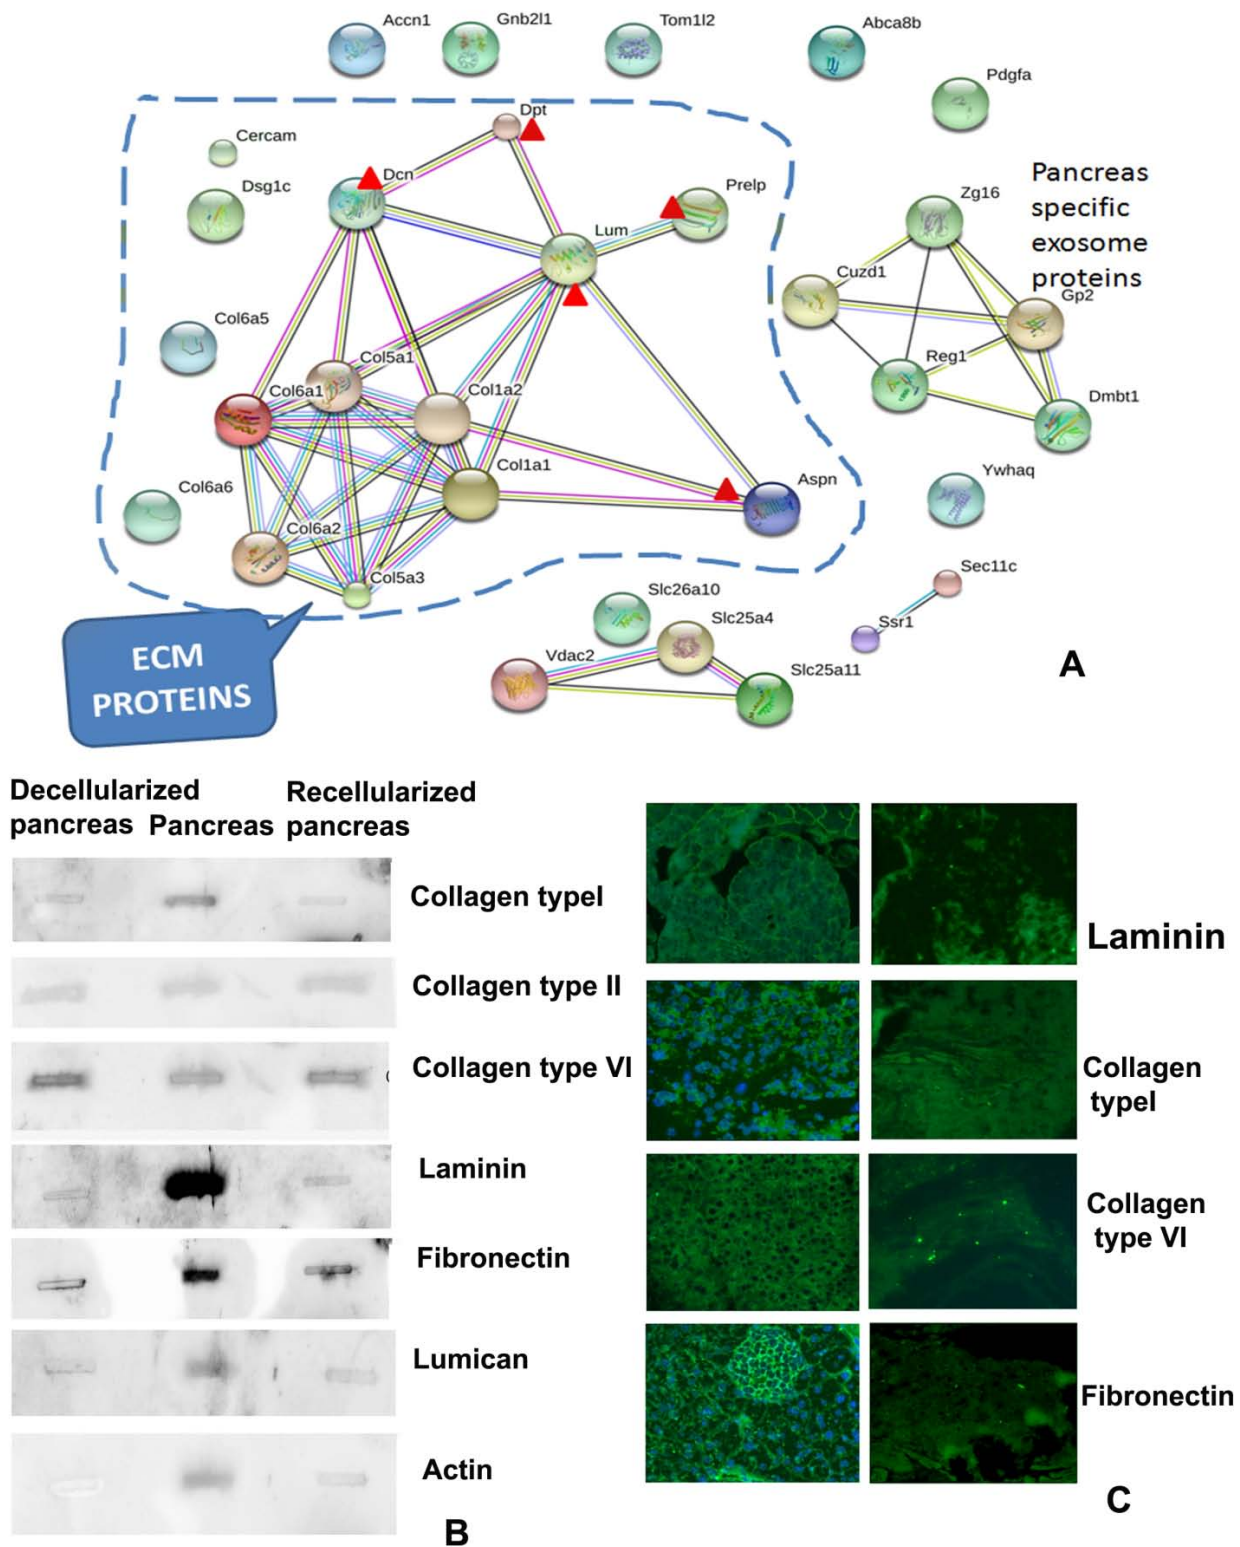 Accn1
Gnb2l1
Tom1l2
Abca8b
Pdgfa
Dpt
Cercam
Dcn
Dsg1c
Prelp
Lum
Pancreas
specific
exosome
proteins
Zg16
Cuzd1
Gp2
Col6a5
Col5a1
Reg1
Col6a1
Col1a2
Dmbt1
Col1a1
Aspn
Ywhaq
Col6a6
Col6a2
Col5a3
Sec11c
Slc26a10
Slc25a4
Ssr1
Vdac2
Slc25a11
ECM
PROTEINS
A
Decellularized
pancreas
Pancreas
Recellularized
pancreas
Collagen typeI
Collagen type II
Collagen type VI
Laminin
Fibronectin
Lumican
Actin
B
Laminin
Collagen
typeI
Collagen
type VI
Fibronectin
C